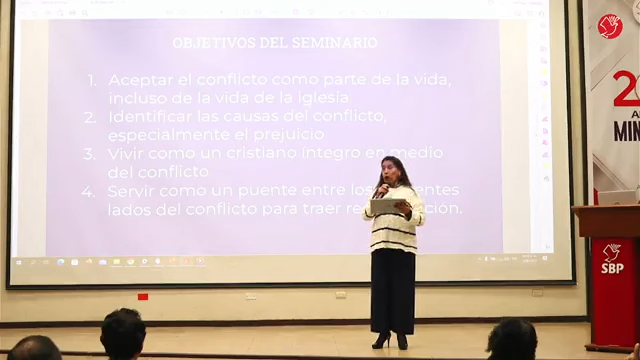 OBJETIVOS DEL SEMINARIO
1. Aceptar el conflicto como parte de la vida,
incluso de la vida de la iglesia
2. Identificar las causas del conflicto,
especialmente el prejuicio
3. Vivir como un cristiano íntegro en medio
del conflicto
4. Servir como un puente entre los
lados del conflicto para traer
SBP